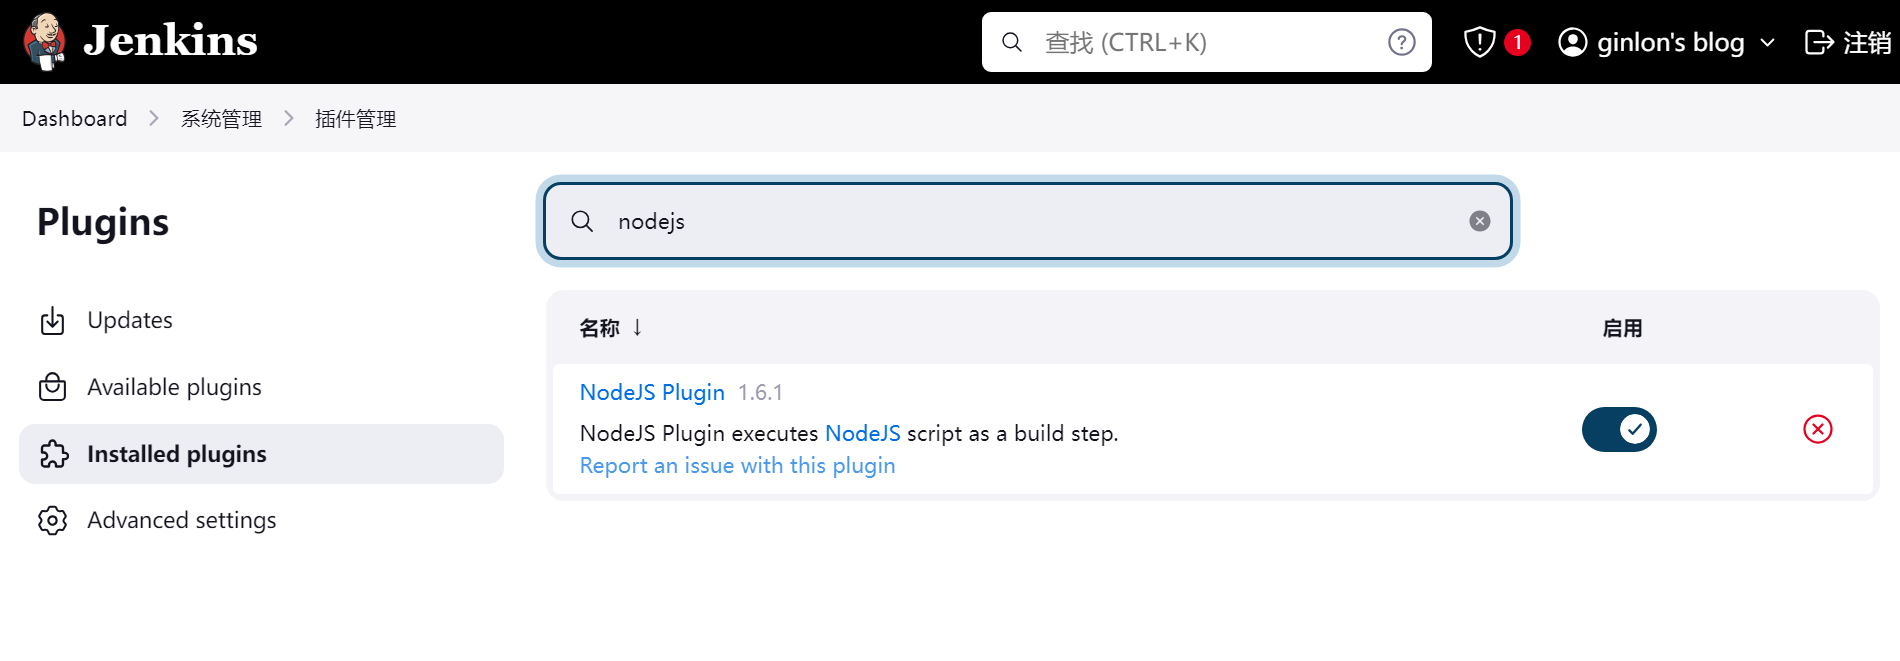 Jenkins
查找 (CTRL+K)
1
ginlon's blog
注销
Dashboard
系统管理
插件管理
Plugins
nodejs
Updates
Available plugins
Installed plugins
Advanced settings
名称 ↓
启用
NodeJS Plugin 1.6.1
NodeJS Plugin executes NodeJS script as a build step.
Report an issue with this plugin